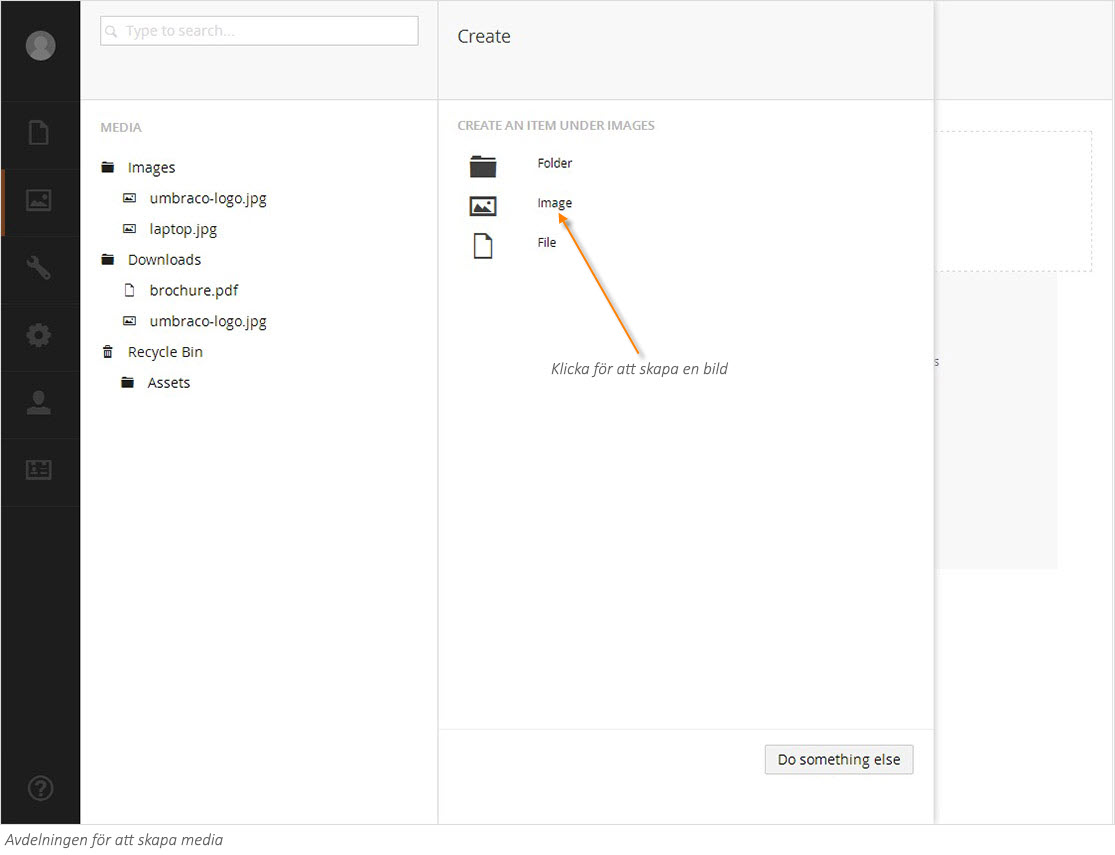 Type to search...
MEDIA
Images
umbraco-logo.jpg
laptop.jpg
Downloads
brochure.pdf
umbraco-logo.jpg
Recycle Bin
Assets
Create
CREATE AN ITEM UNDER IMAGES
Folder
Image
File
Klicka för att skapa en bild
s
Do something else
Avdelningen för att skapa media